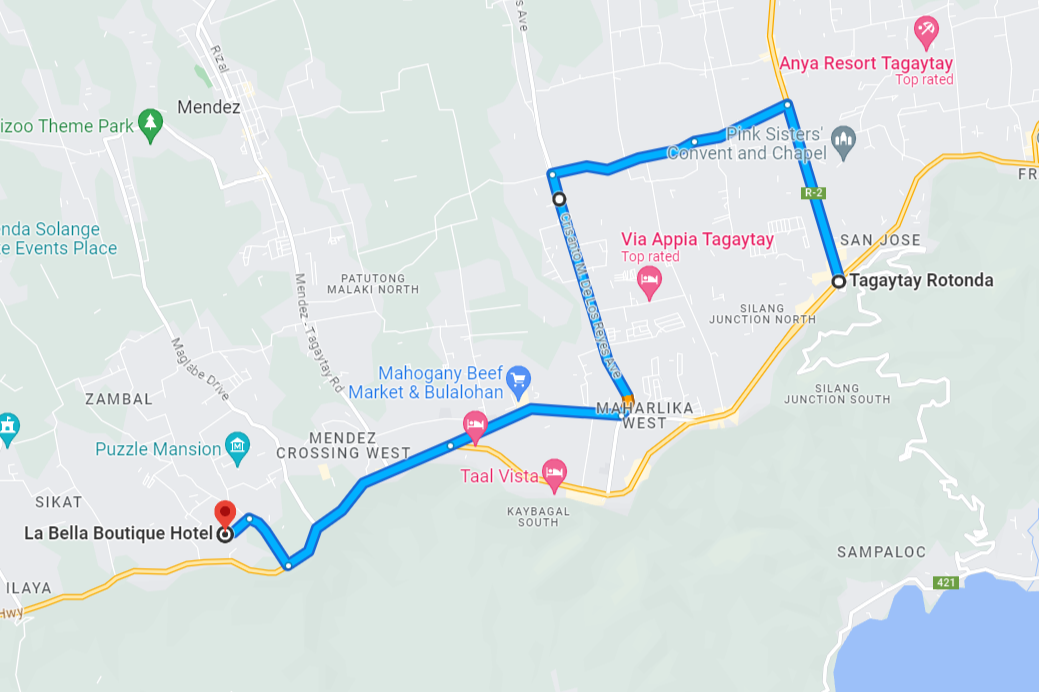 s Ave
Rizal
Anya Resort Tagaytay
Top rated
Mendez
izoo Theme Park
Pink Sisters'
Convent and Chapel
FR
R-2
nda Solange
e Events Place
SAN JOSE
Via Appia Tagaytay
Top rated
Crisanto M. De Los Reyes Ave
Tagaytay Rotonda
PATUTONG
MALAKI NORTH
SILANG
JUNCTION NORTH
Mendez - Tagaytay Rd
Maglabe Drive
Mahogany Beef
Market & Bulalohan
SILANG
JUNCTION SOUTH
ZAMBAL
MAHARLIKA
WEST
MENDEZ
CROSSING WEST
Puzzle Mansion
Taal Vista
SIKAT
KAYBAGAL
SOUTH
La Bella Boutique Hotel
SAMPALOC
421
ILAYA
Hwy